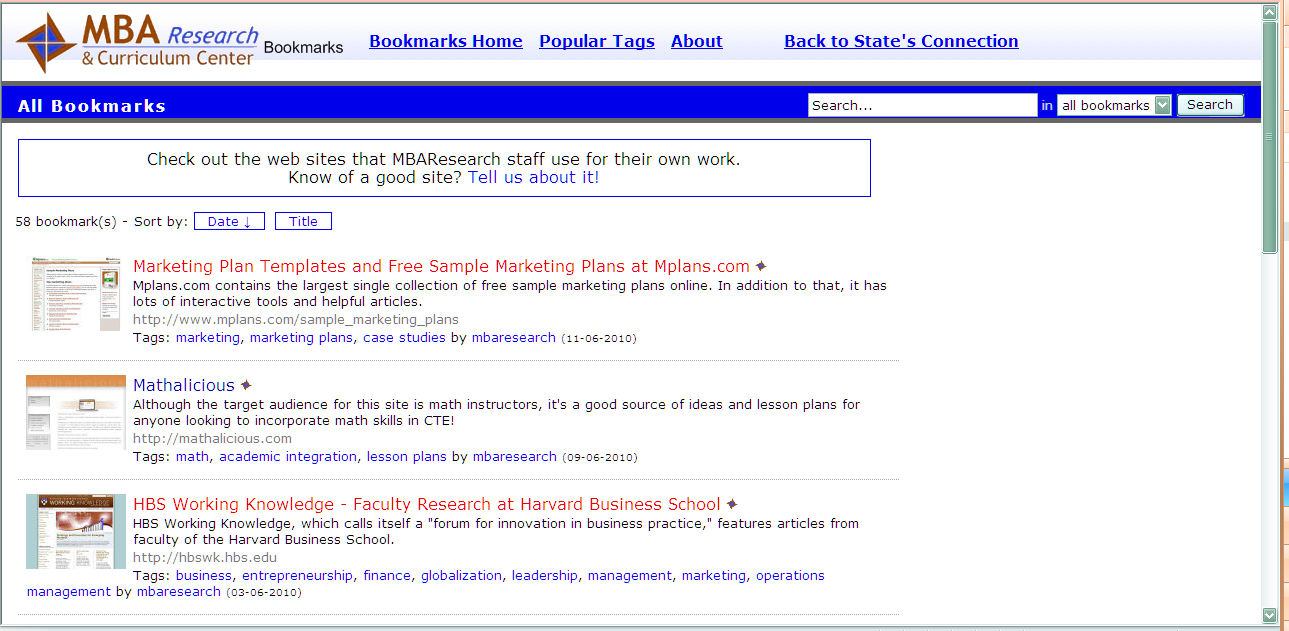 MBA Research
& Curriculum Center
Bookmarks
Bookmarks Home Popular Tags About Back to State's Connection
All Bookmarks
Search... in all bookmarks Search
Check out the web sites that MBAResearch staff use for their own work.
Know of a good site? Tell us about it!
58 bookmark(s) - Sort by: Date ↓ Title
Marketing Plan Templates and Free Sample Marketing Plans at Mplans.com
Mplans.com contains the largest single collection of free sample marketing plans online. In addition to that, it has
lots of interactive tools and helpful articles.
http://www.mplans.com/sample_marketing_plans
Tags: marketing, marketing plans, case studies by mbaresearch (11-06-2010)
Mathalicious
Although the target audience for this site is math instructors, it's a good source of ideas and lesson plans for
anyone looking to incorporate math skills in CTE!
http://mathalicious.com
Tags: math, academic integration, lesson plans by mbaresearch (09-06-2010)
WORKING KNOWLEDGE
HBS Working Knowledge - Faculty Research at Harvard Business School
HBS Working Knowledge, which calls itself a "forum for innovation in business practice," features articles from
faculty of the Harvard Business School.
http://hbswk.hbs.edu
Tags: business, entrepreneurship, finance, globalization, leadership, management, marketing, operations
management by mbaresearch (03-06-2010)